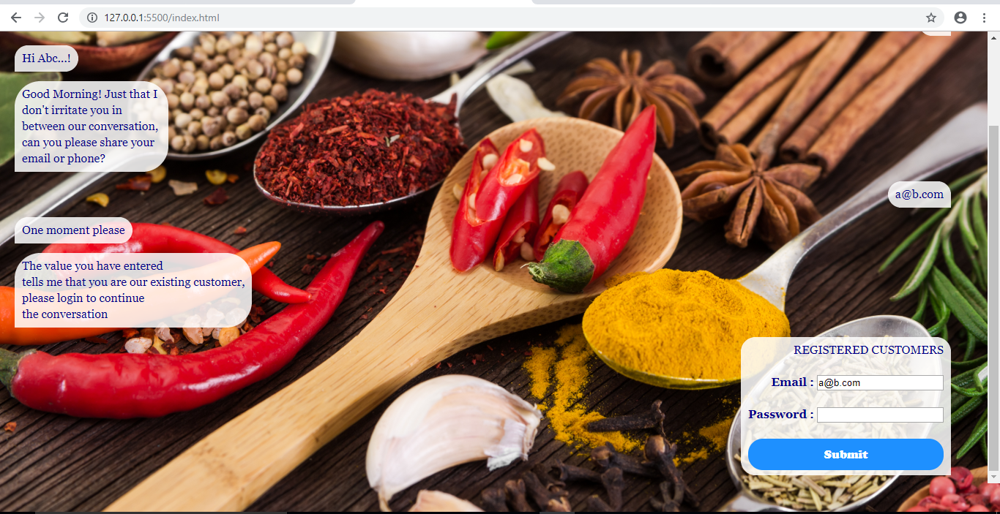 127.0.0.1:5500/index.html
Hi Abc...!
Good Morning! Just that I
don't irritate you in
between our conversation,
can you please share your
email or phone?
a@b.com
One moment please
The value you have entered
tells me that you are our existing customer,
please login to continue
the conversation
REGISTERED CUSTOMERS
Email : a@b.com
Password :
Submit